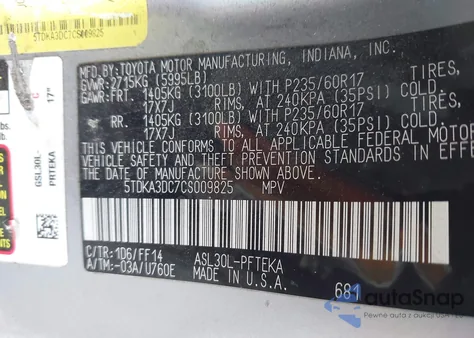 5TDKA3DC7CS009825
MFD. BY: TOYOTA MOTOR MANUFACTURING, INDIANA, INC.
GVWR: 2715KG (5995LB)
GAWR: FRT. 1405KG (3100LB) WITH P235/60R17 TIRES,
17X7J RIMS, AT 240KPA (35PSI) COLD.
RR. 1405KG (3100LB) WITH P235/60R17 TIRES,
17X7J RIMS, AT 240KPA (35PSI) COLD.
THIS VEHICLE CONFORMS TO ALL APPLICABLE FEDERAL MOTOR
VEHICLE SAFETY AND THEFT PREVENTION STANDARDS IN EFFE
THE DATE OF MANUFACTURE SHOWN ABOVE.
5TDKA3DC7CS009825 MPV
C/TR: 1D6/FF14 ASL30L-PFTEKA
A/TM: -03A/U760E MADE IN U.S.A.
681
17"
lbs.
GSL30L-
PRTEKA
autaSnap
Pewne auta z